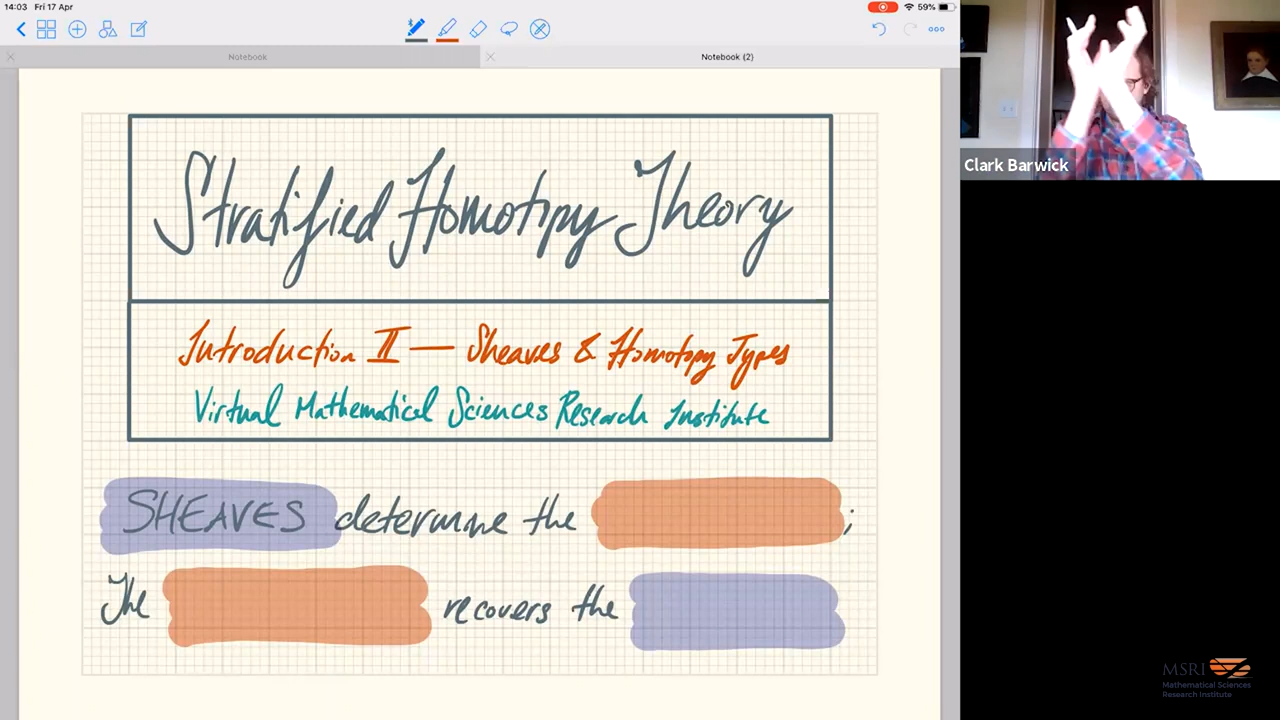 14:03 Fri 17 Apr
59%
Notebook
Notebook (2)
Stratified Homotopy Theory
Introduction II — Sheaves & Homotopy Types
Virtual Mathematical Sciences Research Institute
SHEAVES determine the ;
The recovers the
Clark Barwick
MSRI
Mathematical Sciences
Research Institute